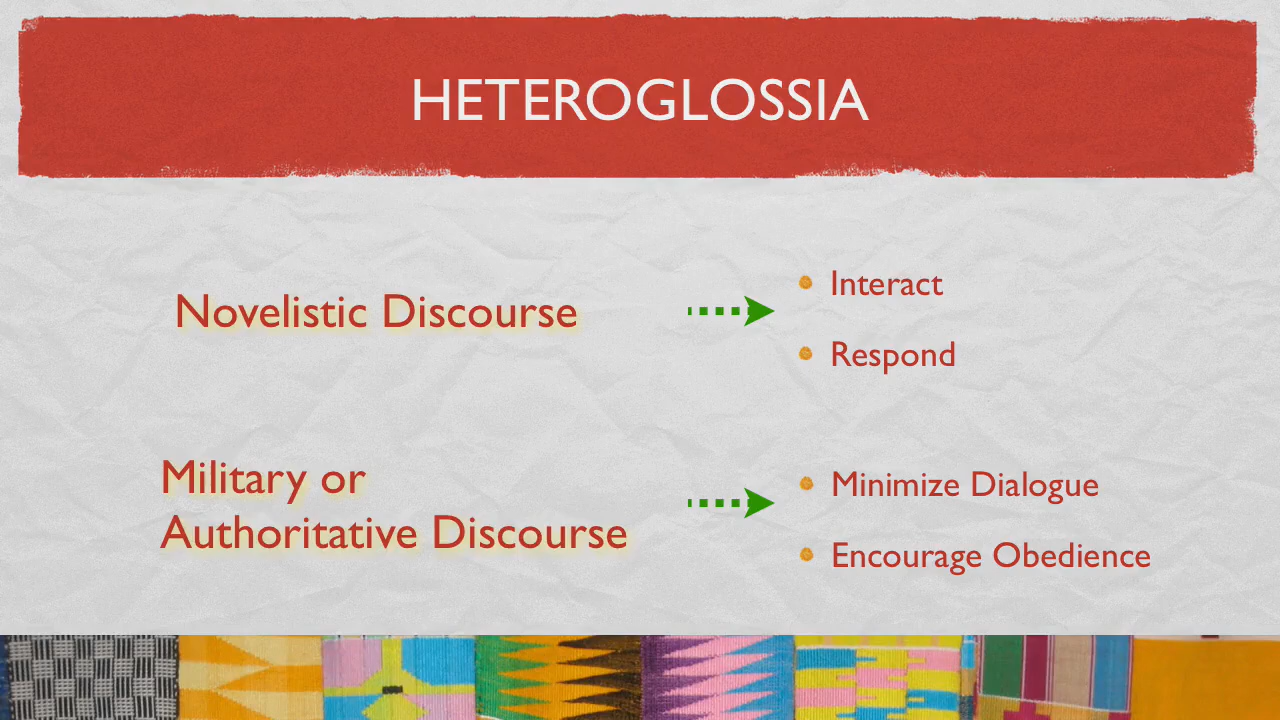 HETEROGLOSSIA
Novelistic Discourse
Interact
Respond
Military or
Authoritative Discourse
Minimize Dialogue
Encourage Obedience